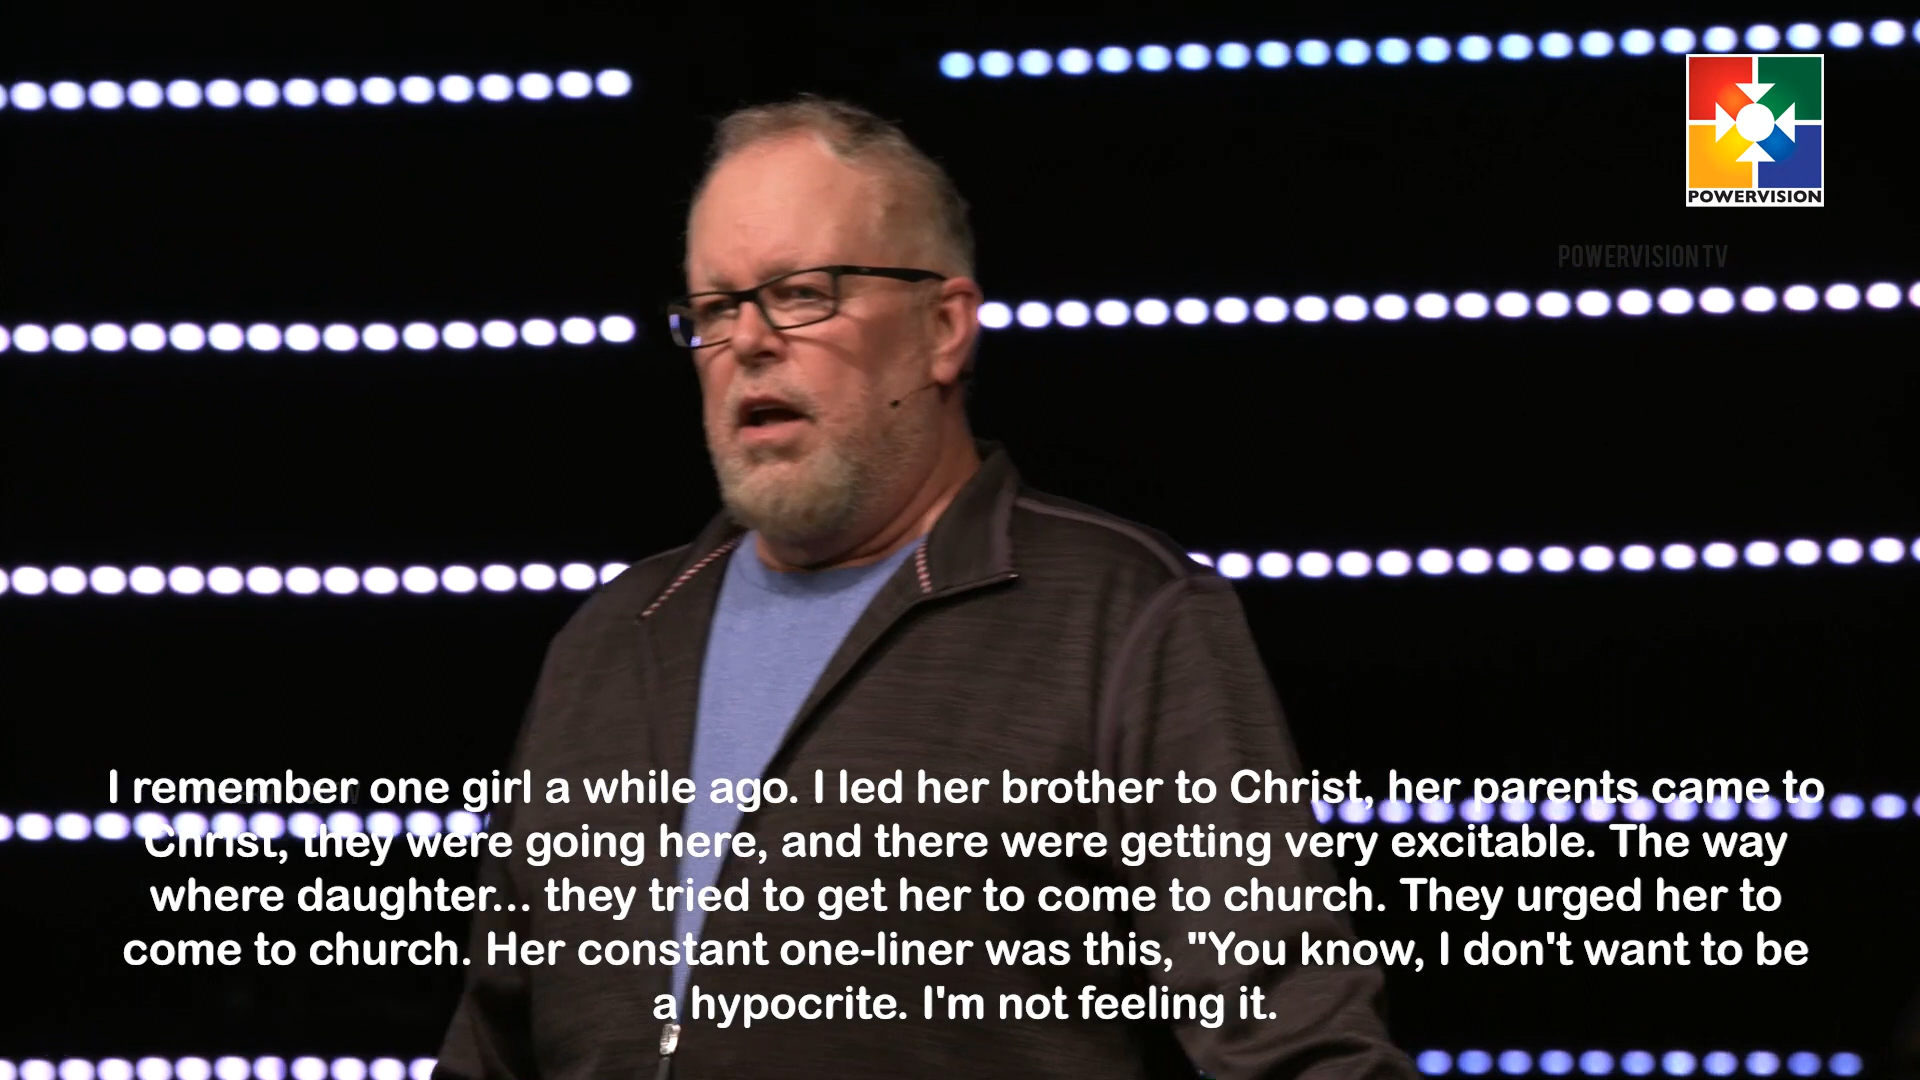 POWERVISION
POWERVISION TV
I remember one girl a while ago. I led her brother to Christ, her parents came to
Christ, they were going here, and there were getting very excitable. The way
where daughter... they tried to get her to come to church. They urged her to
come to church. Her constant one-liner was this, "You know, I don't want to be
a hypocrite. I'm not feeling it.